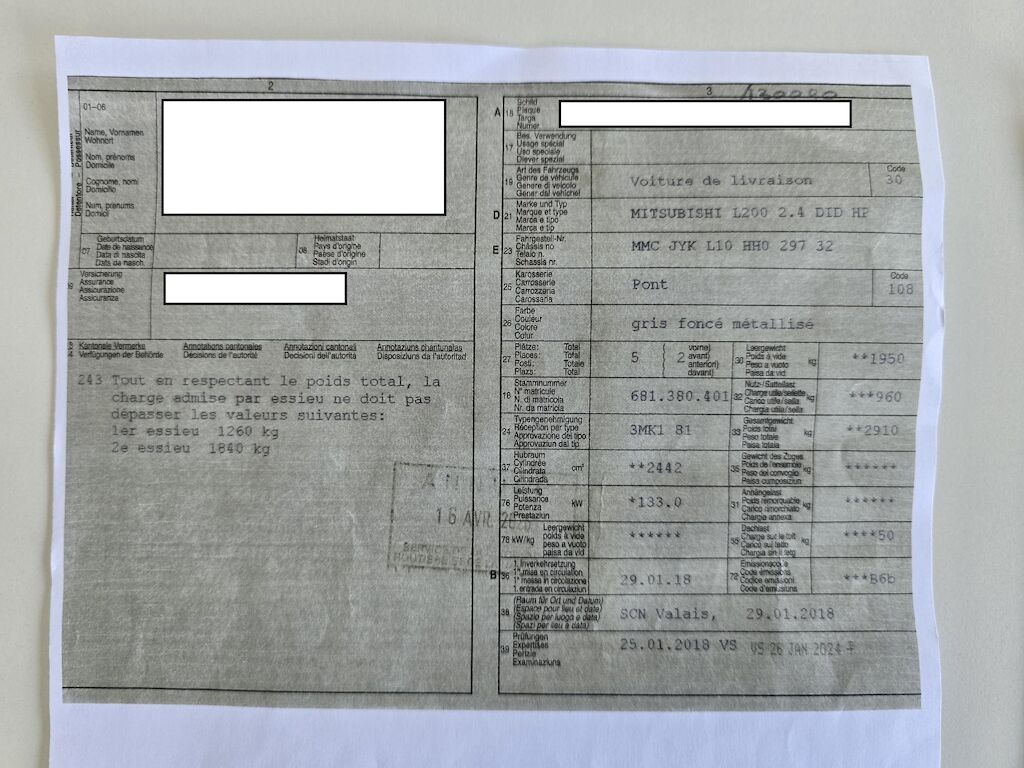 2
01-06
Name, Vornamen
Wohnort
Nom, prénoms
Domicile
Cognome, nomi
Domicilio
Num, prenums
Domicil
07
Geburtsdatum
Date de naissance
Data di nascita
Data da nasch.
08
Heimatstaat
Pays d'origine
Paese d'origine
Stadi d'origin
09
Versicherung
Assurance
Assicurazione
Assicuranza
Kantonale Vermerke Annotations cantonales Annotazioni cantonali Annotaziuns chantunalas
Verfügungen der Behörde Décisions de l'autorité Decisioni dell'autorità Disposiziuns da l'autoritad
243 Tout en respectant le poids total, la
charge admise par essieu ne doit pas
dépasser les valeurs suivantes:
1er essieu 1260 kg
2e essieu 1840 kg
16 AVR.
3
430090
A 15
Schild
Plaque
Targa
Numer
17
Bes. Verwendung
Usage spécial
Uso speciale
Diever spezial
19
Art des Fahrzeugs
Genre de véhicule
Genere di veicolo
Gener dal vehichel
Voiture de livraison
Code
30
D 21
Marke und Typ
Marque et type
Marca e tipo
Marca e tip
MITSUBISHI L200 2.4 DID HP
E 23
Fahrgestell-Nr.
Châssis no
Telaio n.
Schassis nr.
MMC JYK L10 HH0 297 32
25
Karosserie
Carrosserie
Carrozzeria
Carossaria
Pont
Code
108
26
Farbe
Couleur
Colore
Colur
gris foncé métallisé
27
Plätze: Total
Places: Total
Posti: Totale
Plazs: Total
5
vorne)
( 2 avant)
anteriori)
davant)
30
Leergewicht
Poids à vide
Peso a vuoto
Paisa da vid
kg
**1950
18
Stammnummer
N° matricule
N. di matricola
Nr. da matricla
681.380.401
32
Nutz-/Sattellast
Charge utile/sellette
Carico utile/sella
Chargia utila/sella
kg
***960
24
Typengenehmigung
Réception par type
Approvazione del tipo
Approvaziun dal tip
3MK1 81
33
Gesamtgewicht
Poids total
Peso totale
Paisa totala
kg
**2910
37
Hubraum
Cylindrée
Cilindrata
Cilindrada
cm³
**2442
35
Gewicht des Zuges
Poids de l'ensemble
Peso del convoglio
Paisa cumposiziun
kg
******
76
Leistung
Puissance
Potenza
Prestaziun
kW
*133.0
31
Anhängelast
Poids remorquable
Carico rimorchiato
Chargia annexa
kg
******
78 kW/kg
Leergewicht
poids à vide
peso a vuoto
paisa da vid
******
55
Dachlast
Charge sur le toit
Carico sul tetto
Chargia sin il tetg
kg
****50
B 36
1. Inverkehrsetzung
1re mise en circulation
1a messa in circolazione
1. entrada en circulaziun
29.01.18
72
Emissionscode
Code émissions
Codice emissioni
Code d'emissiuns
***B6b
38
(Raum für Ort und Datum)
(Espace pour lieu et date)
(Spazio per luogo e data)
(Spazi per lieu e data)
SCN Valais, 29.01.2018
39
Prüfungen
Expertises
Perizie
Examinaziuns
25.01.2018 VS VS 26 JAN 2024